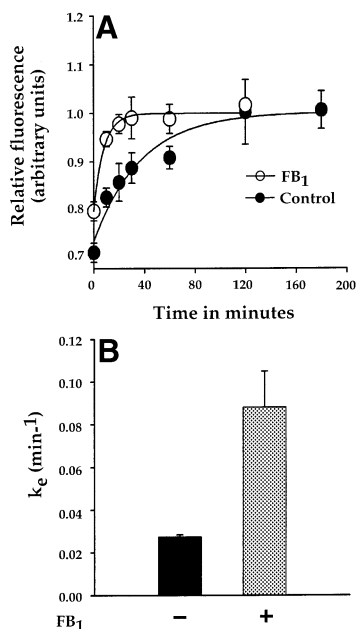 A
Relative fluorescence
(arbitrary units)
1.2
1.1
1.0
0.9
0.8
0.7
FB1
Control
0 40 80 120 160 200
Time in minutes
B
ke (min-1)
0.12
0.10
0.08
0.06
0.04
0.02
0.00
FB1 − +